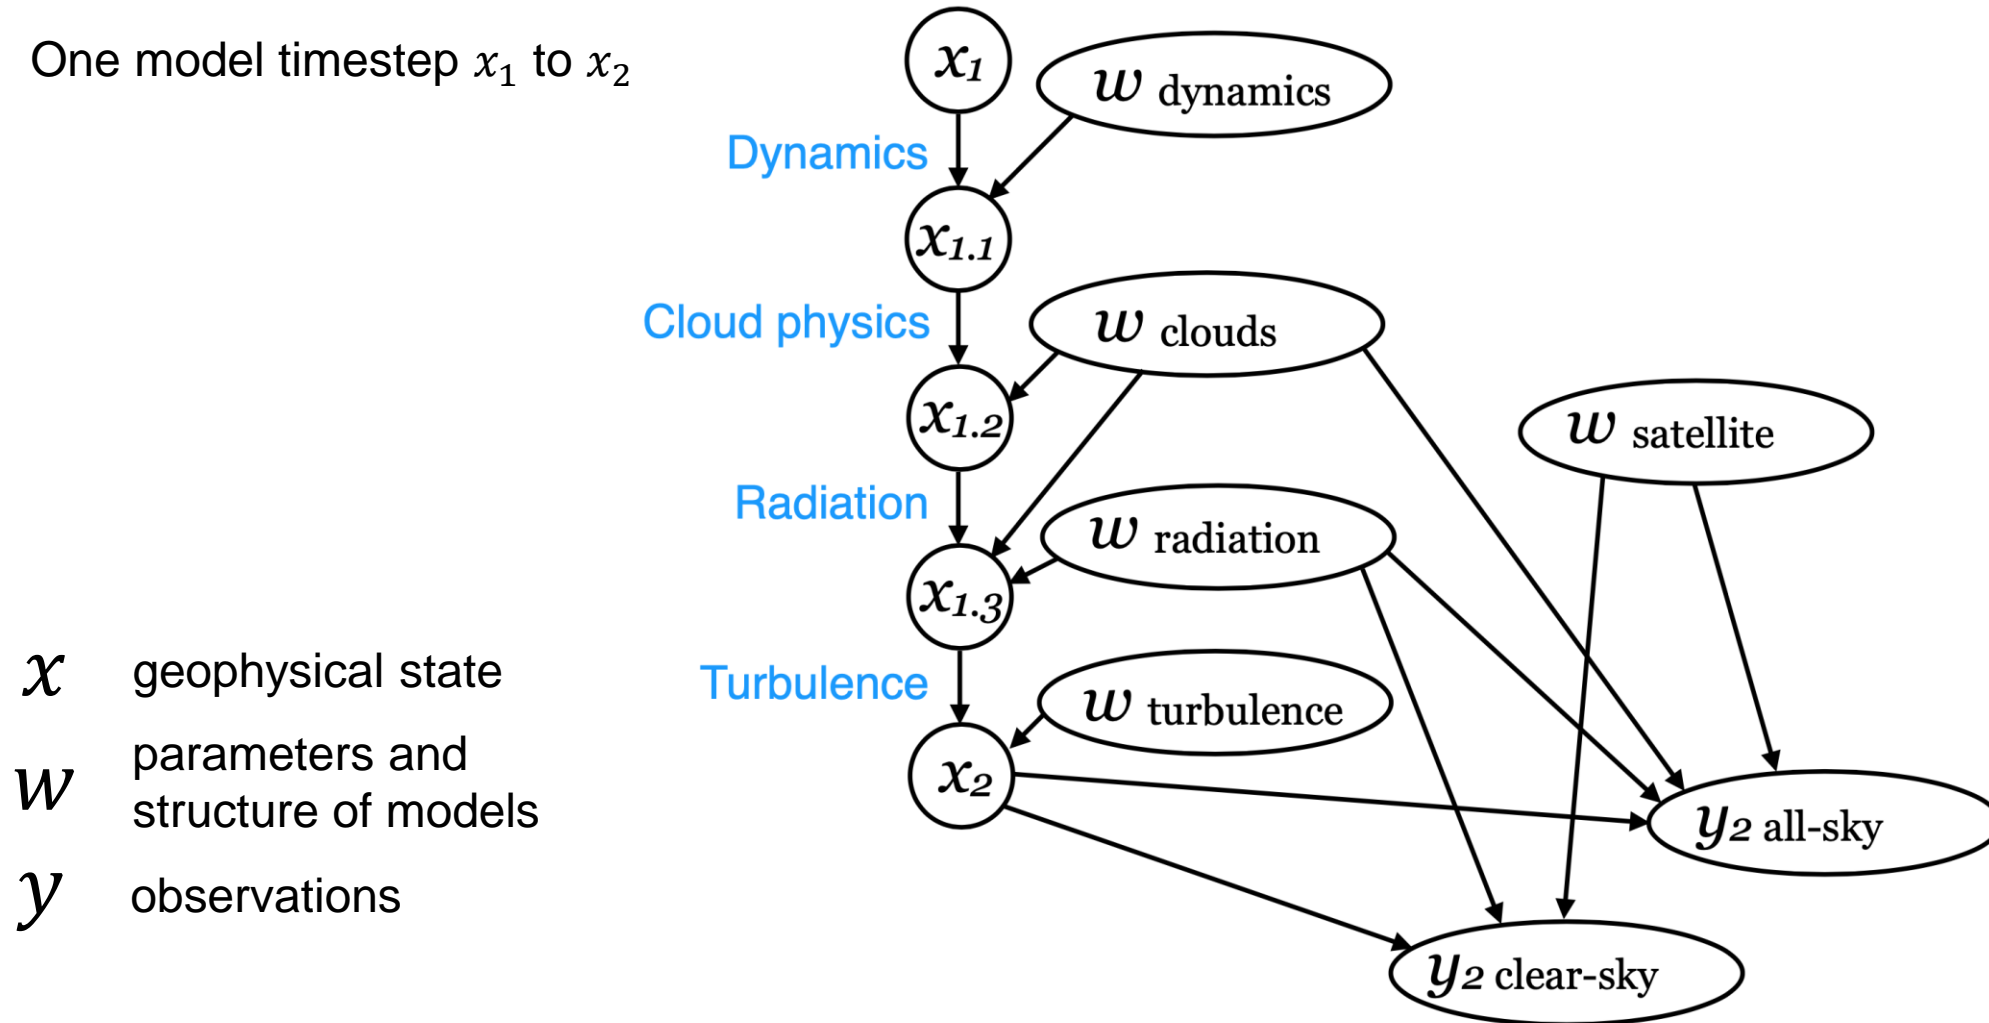 One model timestep x₁ to x₂
x₁
w dynamics
Dynamics
x₁.₁
Cloud physics
w clouds
x₁.₂
w satellite
Radiation
w radiation
x₁.₃
x geophysical state
Turbulence
w turbulence
w parameters and
structure of models
x₂
y₂ all-sky
y observations
y₂ clear-sky